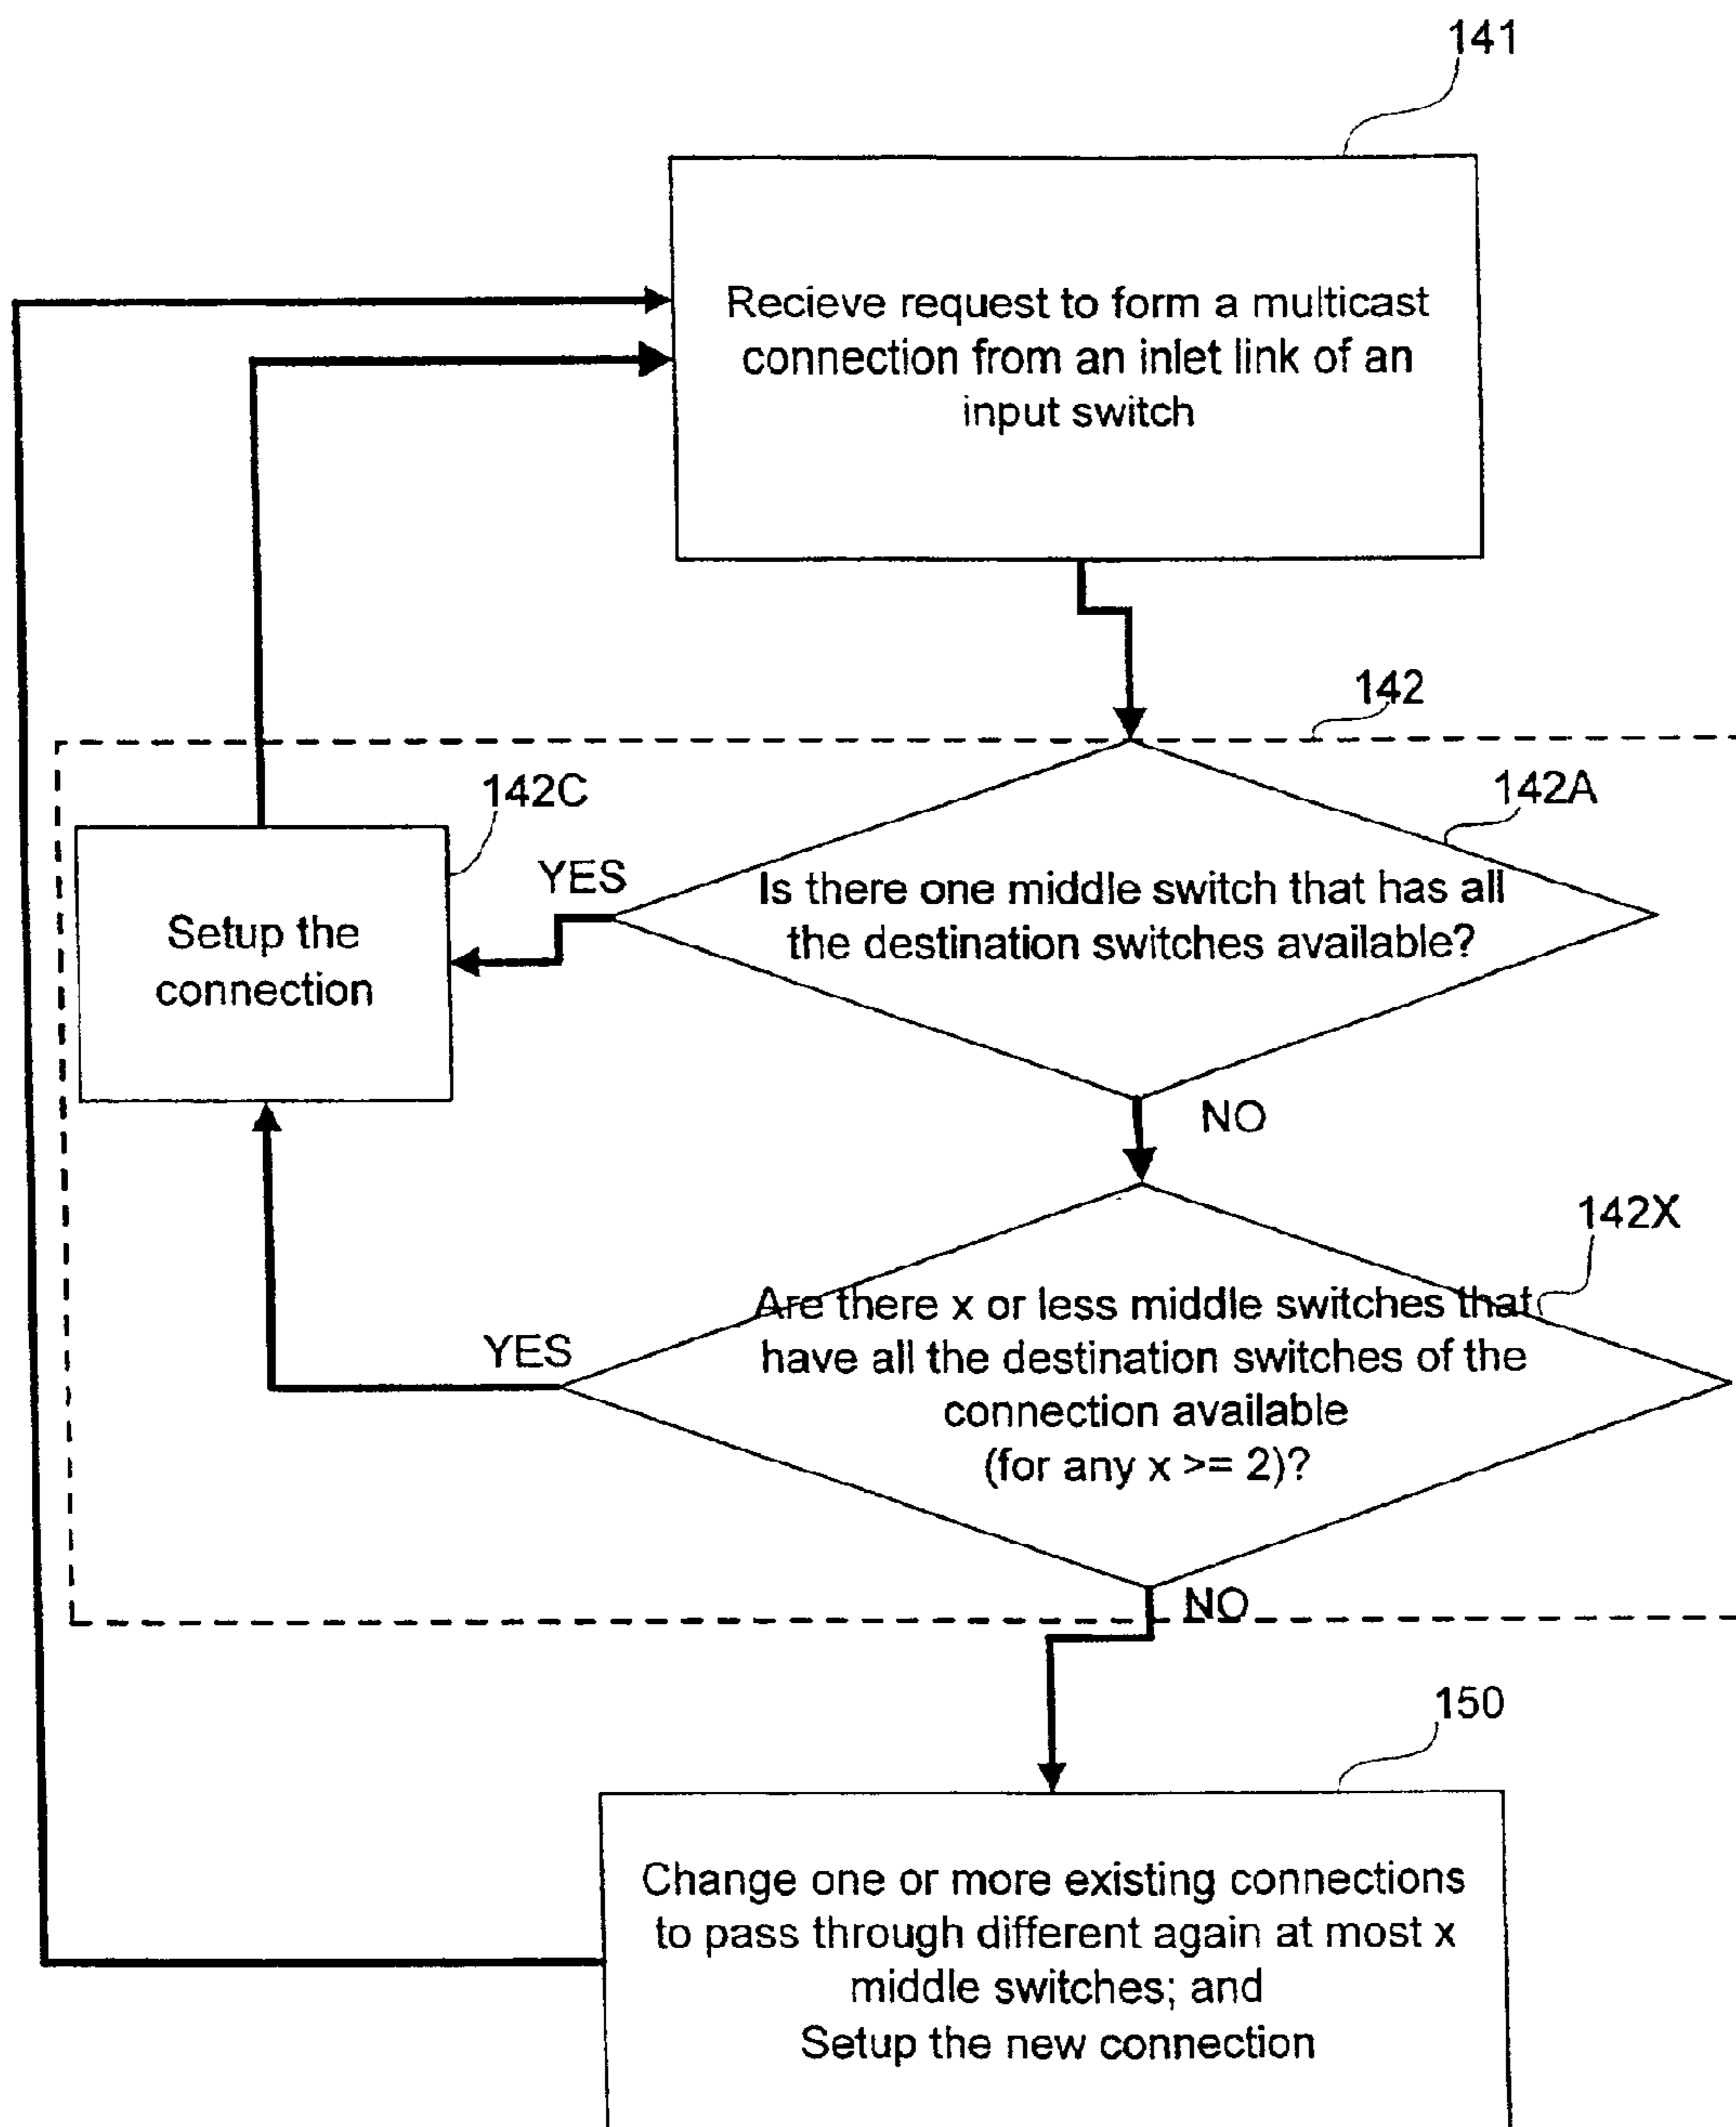 141
Recieve request to form a multicast
connection from an inlet link of an
input switch
142
142C
142A
YES
Setup the
connection
Is there one middle switch that has all
the destination switches available?
NO
142X
YES
Are there x or less middle switches that
have all the destination switches of the
connection available
(for any x >= 2)?
NO
150
Change one or more existing connections
to pass through different again at most x
middle switches; and
Setup the new connection